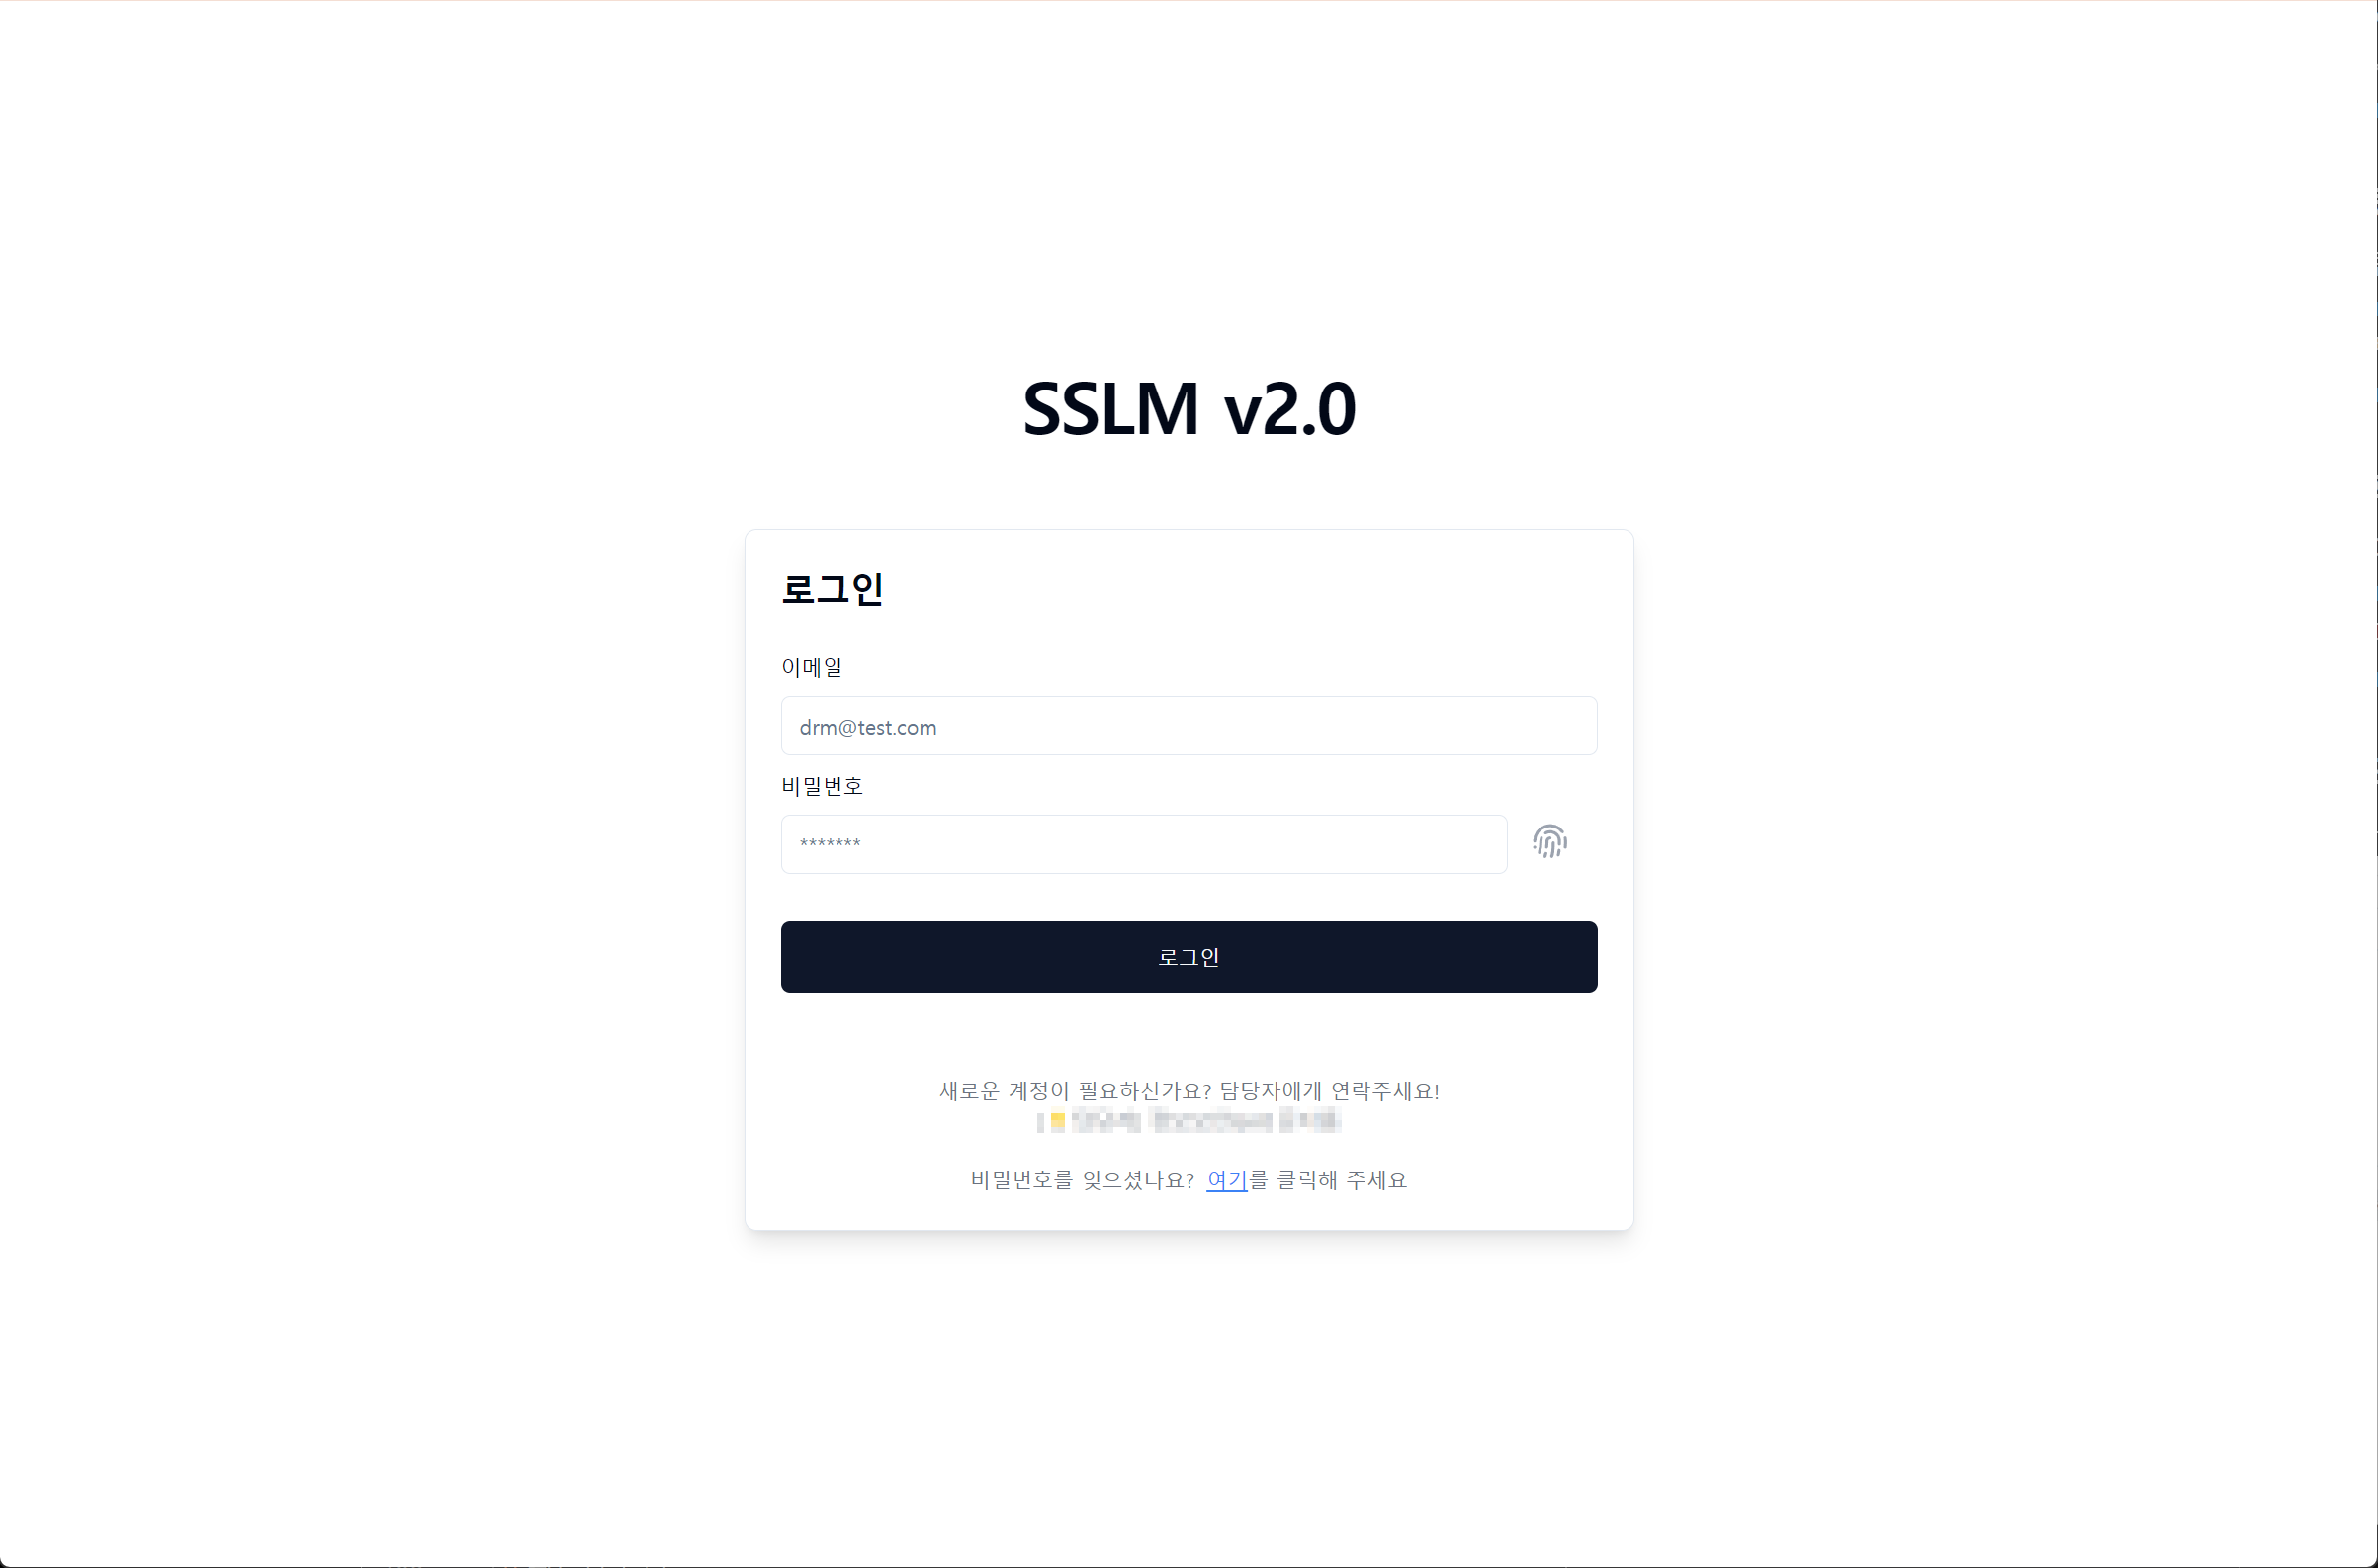 SSLM v2.0
로그인
이메일
drm@test.com
비밀번호
*******
로그인
새로운 계정이 필요하신가요? 담당자에게 연락주세요!
비밀번호를 잊으셨나요? 여기를 클릭해 주세요